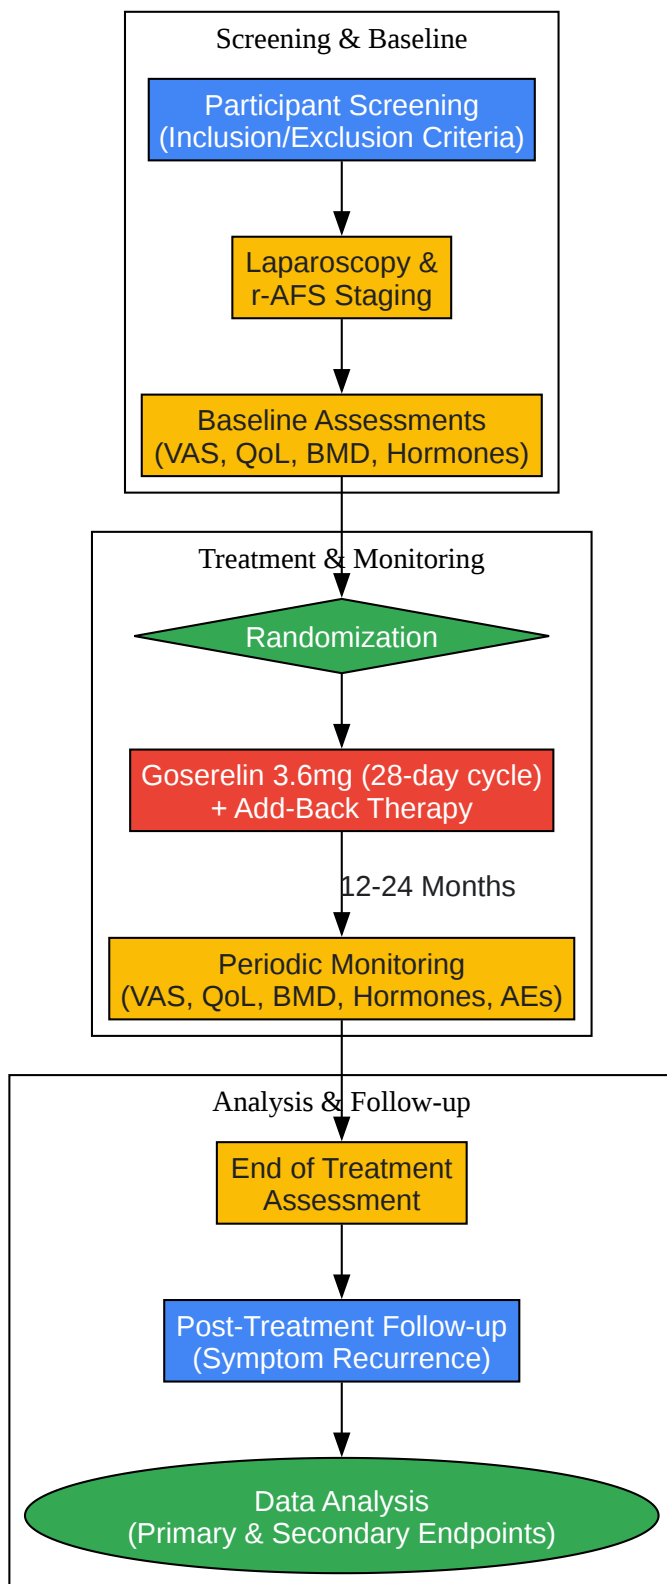 Screening & Baseline
Participant Screening
(Inclusion/Exclusion Criteria)
Laparoscopy &
r-AFS Staging
Baseline Assessments
(VAS, QoL, BMD, Hormones)
Treatment & Monitoring
Randomization
Goserelin 3.6mg (28-day cycle)
+ Add-Back Therapy
12-24 Months
Periodic Monitoring
(VAS, QoL, BMD, Hormones, AEs)
Analysis & Follow-up
End of Treatment
Assessment
Post-Treatment Follow-up
(Symptom Recurrence)
Data Analysis
(Primary & Secondary Endpoints)